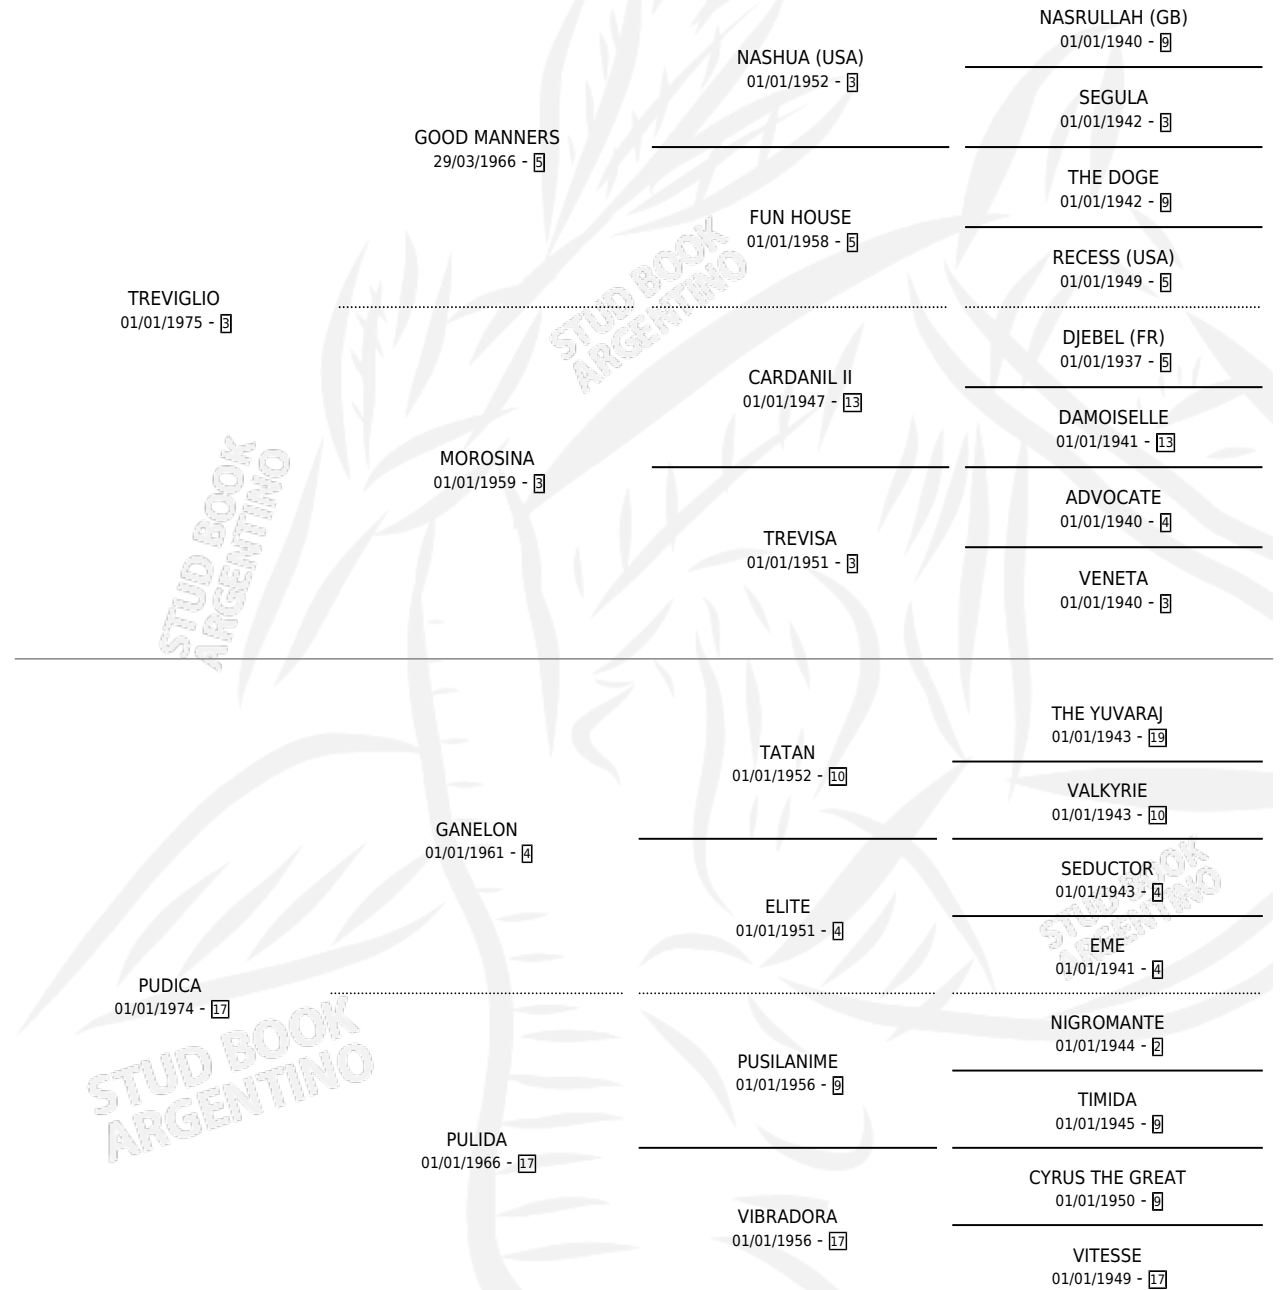 NASRULLAH (GB)
01/01/1940 - 9
NASHUA (USA)
01/01/1952 - 3
SEGULA
01/01/1942 - 3
GOOD MANNERS
29/03/1966 - 5
THE DOGE
01/01/1942 - 9
FUN HOUSE
01/01/1958 - 5
RECESS (USA)
01/01/1949 - 5
TREVIGLIO
01/01/1975 - 3
DJEBEL (FR)
01/01/1937 - 5
CARDANIL II
01/01/1947 - 13
DAMOISELLE
01/01/1941 - 13
MOROSINA
01/01/1959 - 3
ADVOCATE
01/01/1940 - 4
TREVISA
01/01/1951 - 3
VENETA
01/01/1940 - 3
THE YUVARAJ
01/01/1943 - 19
TATAN
01/01/1952 - 10
VALKYRIE
01/01/1943 - 10
GANELON
01/01/1961 - 4
SEDUCTOR
01/01/1943 - 4
ELITE
01/01/1951 - 4
EME
01/01/1941 - 4
PUDICA
01/01/1974 - 17
NIGROMANTE
01/01/1944 - 2
PUSILANIME
01/01/1956 - 9
TIMIDA
01/01/1945 - 9
PULIDA
01/01/1966 - 17
CYRUS THE GREAT
01/01/1950 - 9
VIBRADORA
01/01/1956 - 17
VITESSE
01/01/1949 - 17
STUD BOOK
ARGENTINO
STUD BOOK
ARGENTINO
STUD BOOK
ARGENTINO
STUD BOOK
ARGENTINO